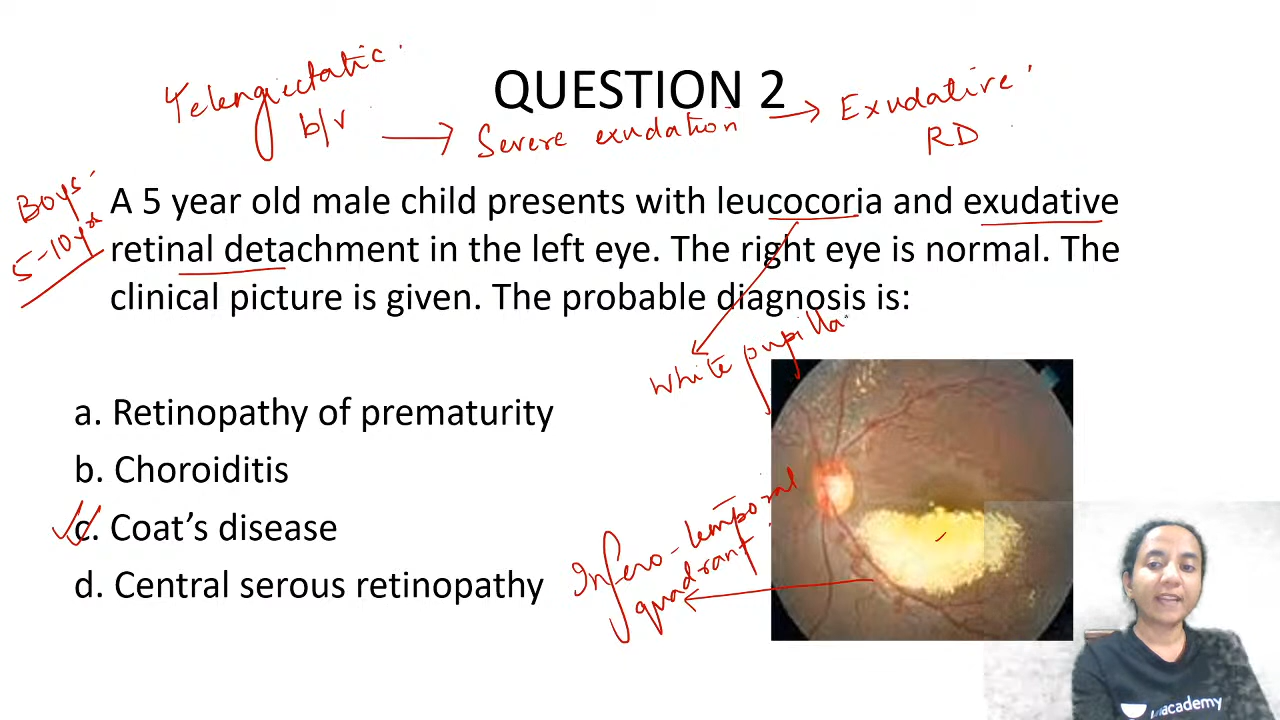 Telengiectatic
b/v → Severe exudation → Exudative
RD
QUESTION 2
Boys -
5-10yr
A 5 year old male child presents with leucocoria and exudative
retinal detachment in the left eye. The right eye is normal. The
clinical picture is given. The probable diagnosis is:
White pupilla
a. Retinopathy of prematurity
b. Choroiditis
c. Coat’s disease
d. Central serous retinopathy
Infero-temporal
quadrant